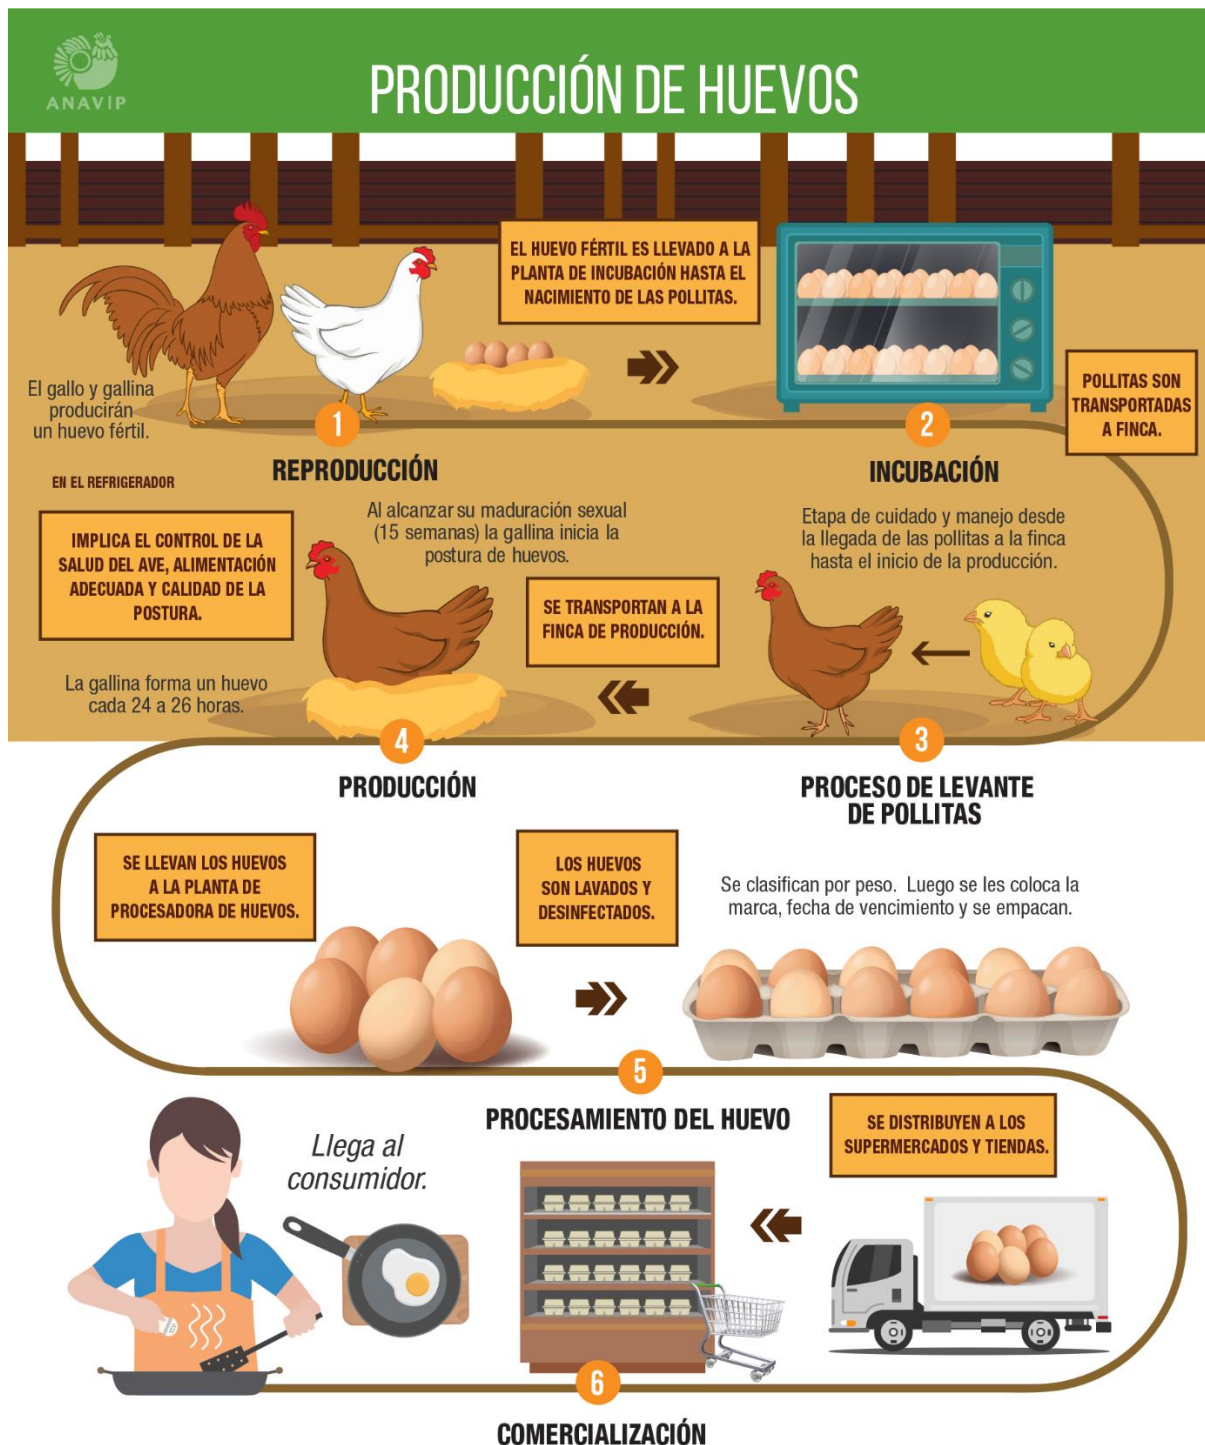 ANAVIP
PRODUCCIÓN DE HUEVOS
EL HUEVO FÉRTIL ES LLEVADO A LA
PLANTA DE INCUBACIÓN HASTA EL
NACIMIENTO DE LAS POLLITAS.
El gallo y gallina
producirán
un huevo fértil.
1
REPRODUCCIÓN
2
INCUBACIÓN
POLLITAS SON
TRANSPORTADAS
A FINCA.
Etapa de cuidado y manejo desde
la llegada de las pollitas a la finca
hasta el inicio de la producción.
3
PROCESO DE LEVANTE
DE POLLITAS
SE TRANSPORTAN A LA
FINCA DE PRODUCCIÓN.
Al alcanzar su maduración sexual
(15 semanas) la gallina inicia la
postura de huevos.
EN EL REFRIGERADOR
IMPLICA EL CONTROL DE LA
SALUD DEL AVE, ALIMENTACIÓN
ADECUADA Y CALIDAD DE LA
POSTURA.
La gallina forma un huevo
cada 24 a 26 horas.
4
PRODUCCIÓN
SE LLEVAN LOS HUEVOS
A LA PLANTA DE
PROCESADORA DE HUEVOS.
LOS HUEVOS
SON LAVADOS Y
DESINFECTADOS.
Se clasifican por peso. Luego se les coloca la
marca, fecha de vencimiento y se empacan.
5
PROCESAMIENTO DEL HUEVO
SE DISTRIBUYEN A LOS
SUPERMERCADOS Y TIENDAS.
Llega al
consumidor.
6
COMERCIALIZACIÓN